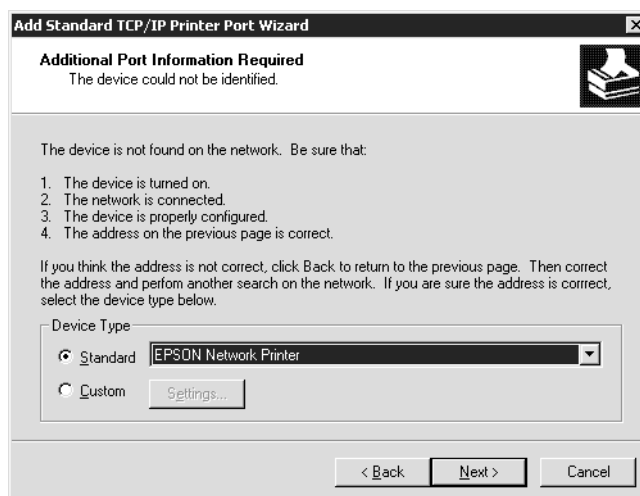 Add Standard TCP/IP Printer Port Wizard
Additional Port Information Required
The device could not be identified.
The device is not found on the network. Be sure that:
1. The device is turned on.
2. The network is connected.
3. The device is properly configured.
4. The address on the previous page is correct.
If you think the address is not correct, click Back to return to the previous page. Then correct
the address and perfom another search on the network. If you are sure the address is corrrect,
select the device type below.
Device Type
Standard EPSON Network Printer
Custom Settings...
< Back Next > Cancel